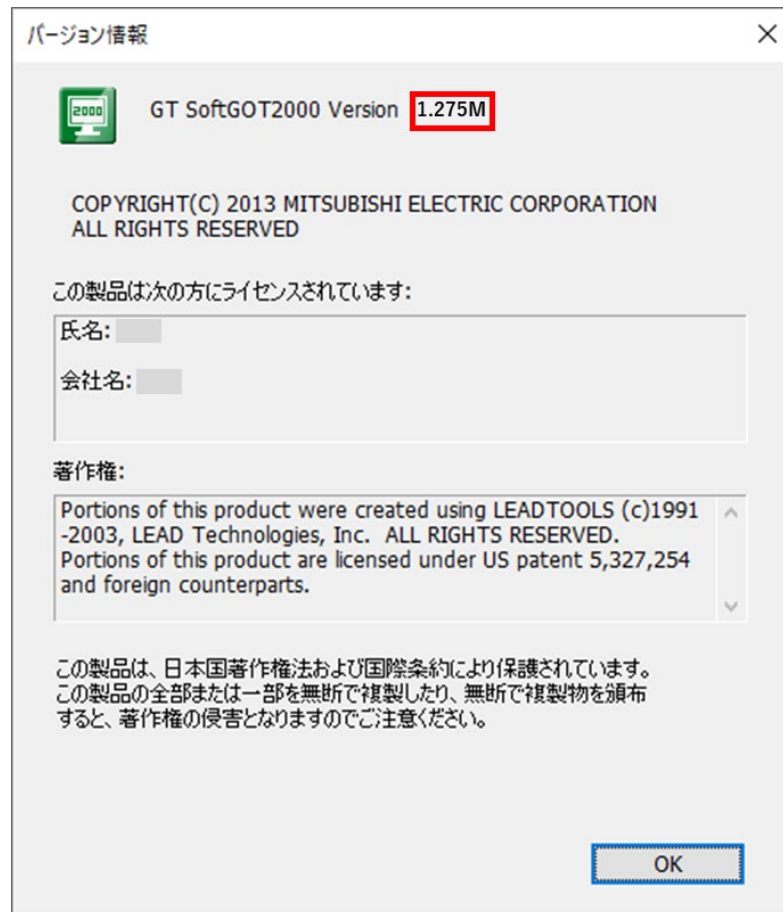 バージョン情報
2000
GT SoftGOT2000 Version 1.275M
COPYRIGHT(C) 2013 MITSUBISHI ELECTRIC CORPORATION
ALL RIGHTS RESERVED
この製品は次の方にライセンスされています:
氏名:
会社名:
著作権:
Portions of this product were created using LEADTOOLS (c)1991
-2003, LEAD Technologies, Inc.  ALL RIGHTS RESERVED.
Portions of this product are licensed under US patent 5,327,254
and foreign counterparts.
この製品は、日本国著作権法および国際条約により保護されています。
この製品の全部または一部を無断で複製したり、無断で複製物を頒布
すると、著作権の侵害となりますのでご注意ください。
OK